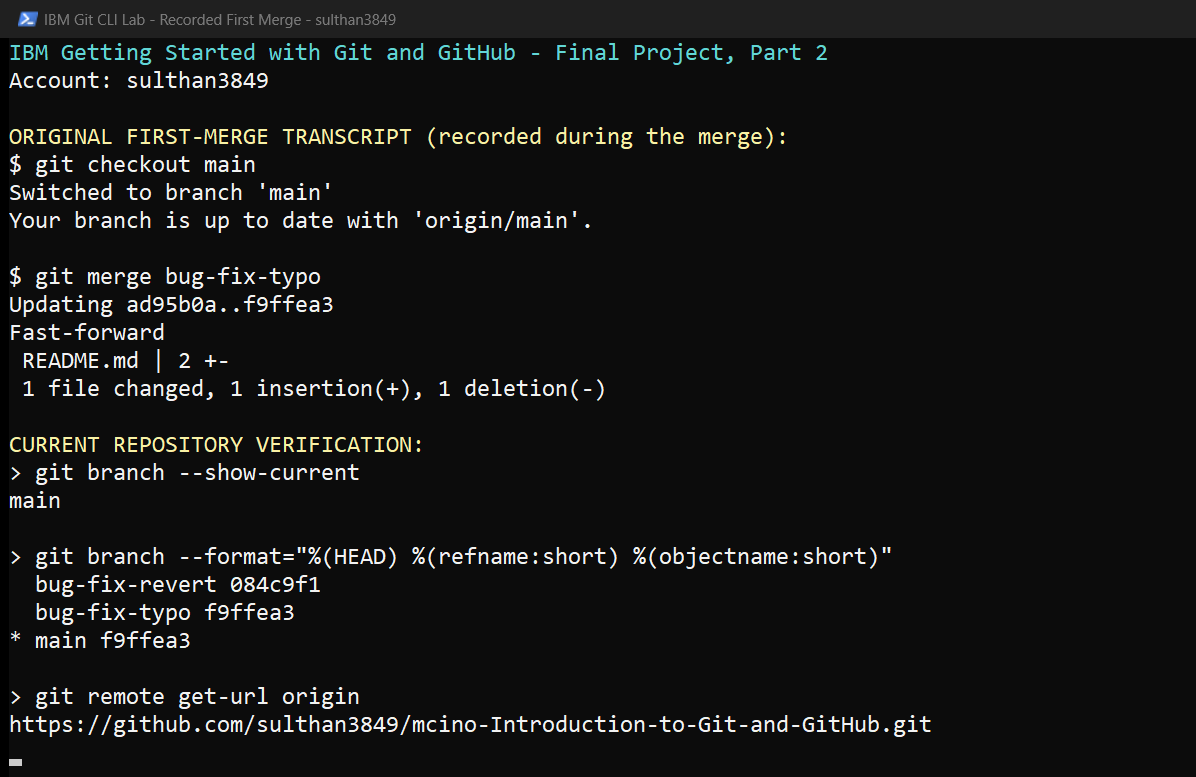 IBM Git CLI Lab - Recorded First Merge - sulthan3849
IBM Getting Started with Git and GitHub - Final Project, Part 2
Account: sulthan3849
ORIGINAL FIRST-MERGE TRANSCRIPT (recorded during the merge):
$ git checkout main
Switched to branch 'main'
Your branch is up to date with 'origin/main'.
$ git merge bug-fix-typo
Updating ad95b0a..f9ffea3
Fast-forward
 README.md | 2 +-
 1 file changed, 1 insertion(+), 1 deletion(-)
CURRENT REPOSITORY VERIFICATION:
> git branch --show-current
main
> git branch --format="%(HEAD) %(refname:short) %(objectname:short)"
  bug-fix-revert 084c9f1
  bug-fix-typo f9ffea3
* main f9ffea3
> git remote get-url origin
https://github.com/sulthan3849/mcino-Introduction-to-Git-and-GitHub.git